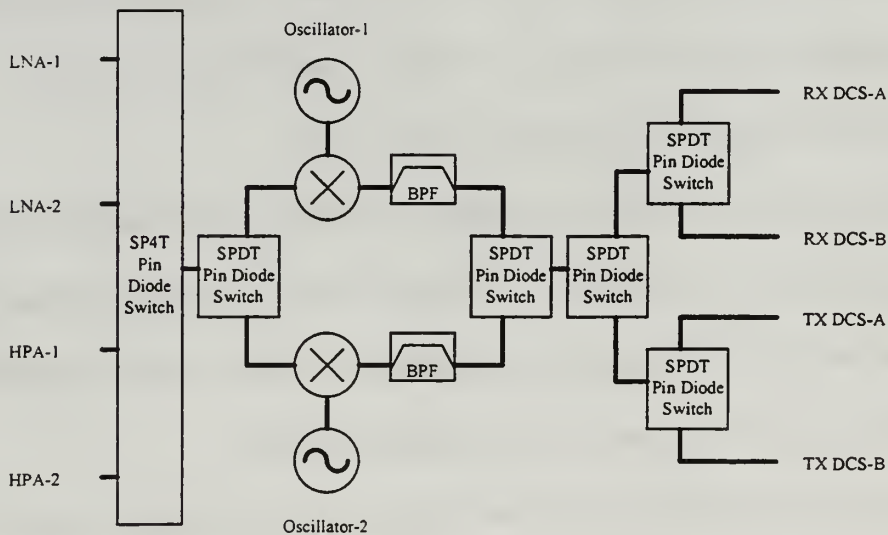 Oscillator-1
LNA-1
RX DCS-A
SPDT
Pin Diode
Switch
BPF
LNA-2
SP4T
Pin
Diode
Switch
SPDT
Pin Diode
Switch
SPDT
Pin Diode
Switch
SPDT
Pin Diode
Switch
RX DCS-B
TX DCS-A
HPA-1
BPF
SPDT
Pin Diode
Switch
TX DCS-B
HPA-2
Oscillator-2